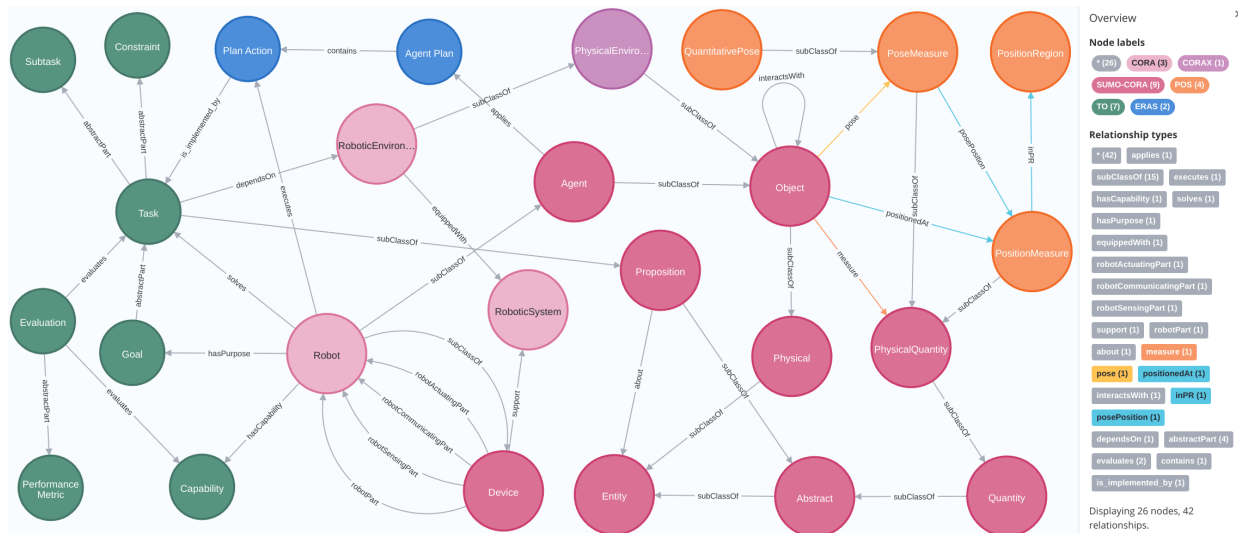 Subtask
Constraint
Plan Action
contains
Agent Plan
PhysicalEnviro...
QuantitativePose
subClassOf
PoseMeasure
PositionRegion
abstractPart
abstractPart
is_implemented_by
subClassOf
applies
subClassOf
interactsWith
pose
posePosition
inPR
RoboticEnviron...
dependsOn
executes
Agent
subClassOf
Object
subClassOf
Task
subClassOf
equippedWith
subClassOf
positionedAt
PositionMeasure
evaluates
abstractPart
solves
Proposition
subClassOf
measure
subClassOf
Evaluation
Goal
hasPurpose
Robot
RoboticSystem
subClassOf
Physical
PhysicalQuantity
abstractPart
evaluates
hasCapability
robotActuatingPart
robotCommunicatingPart
robotSensingPart
robotPart
support
about
subClassOf
subClassOf
subClassOf
Performance
Metric
Capability
Device
Entity
subClassOf
Abstract
subClassOf
Quantity
Overview
Node labels
* (26) CORA (3) CORAX (1)
SUMO-CORA (9) POS (4)
TO (7) ERAS (2)
Relationship types
* (42) applies (1)
subClassOf (15) executes (1)
hasCapability (1) solves (1)
hasPurpose (1)
equippedWith (1)
robotActuatingPart (1)
robotCommunicatingPart (1)
robotSensingPart (1)
support (1) robotPart (1)
about (1) measure (1)
pose (1) positionedAt (1)
interactsWith (1) inPR (1)
posePosition (1)
dependsOn (1) abstractPart (4)
evaluates (2) contains (1)
is_implemented_by (1)
Displaying 26 nodes, 42
relationships.